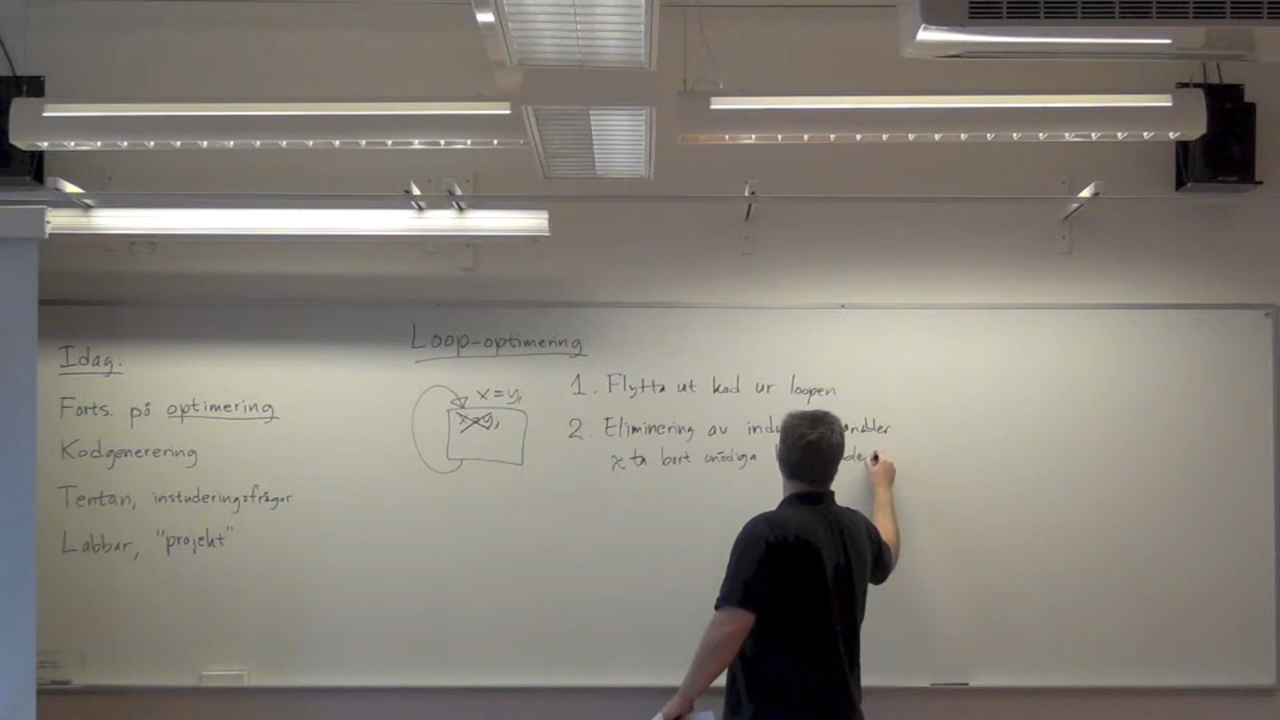 Idag:
Forts. på optimering
Kodgenerering
Tentan, instuderingsfrågor
Labbar, "projekt"
Loop-optimering
x=y;
1. Flytta ut kod ur loopen
2. Eliminering av
≈ ta bort onödiga